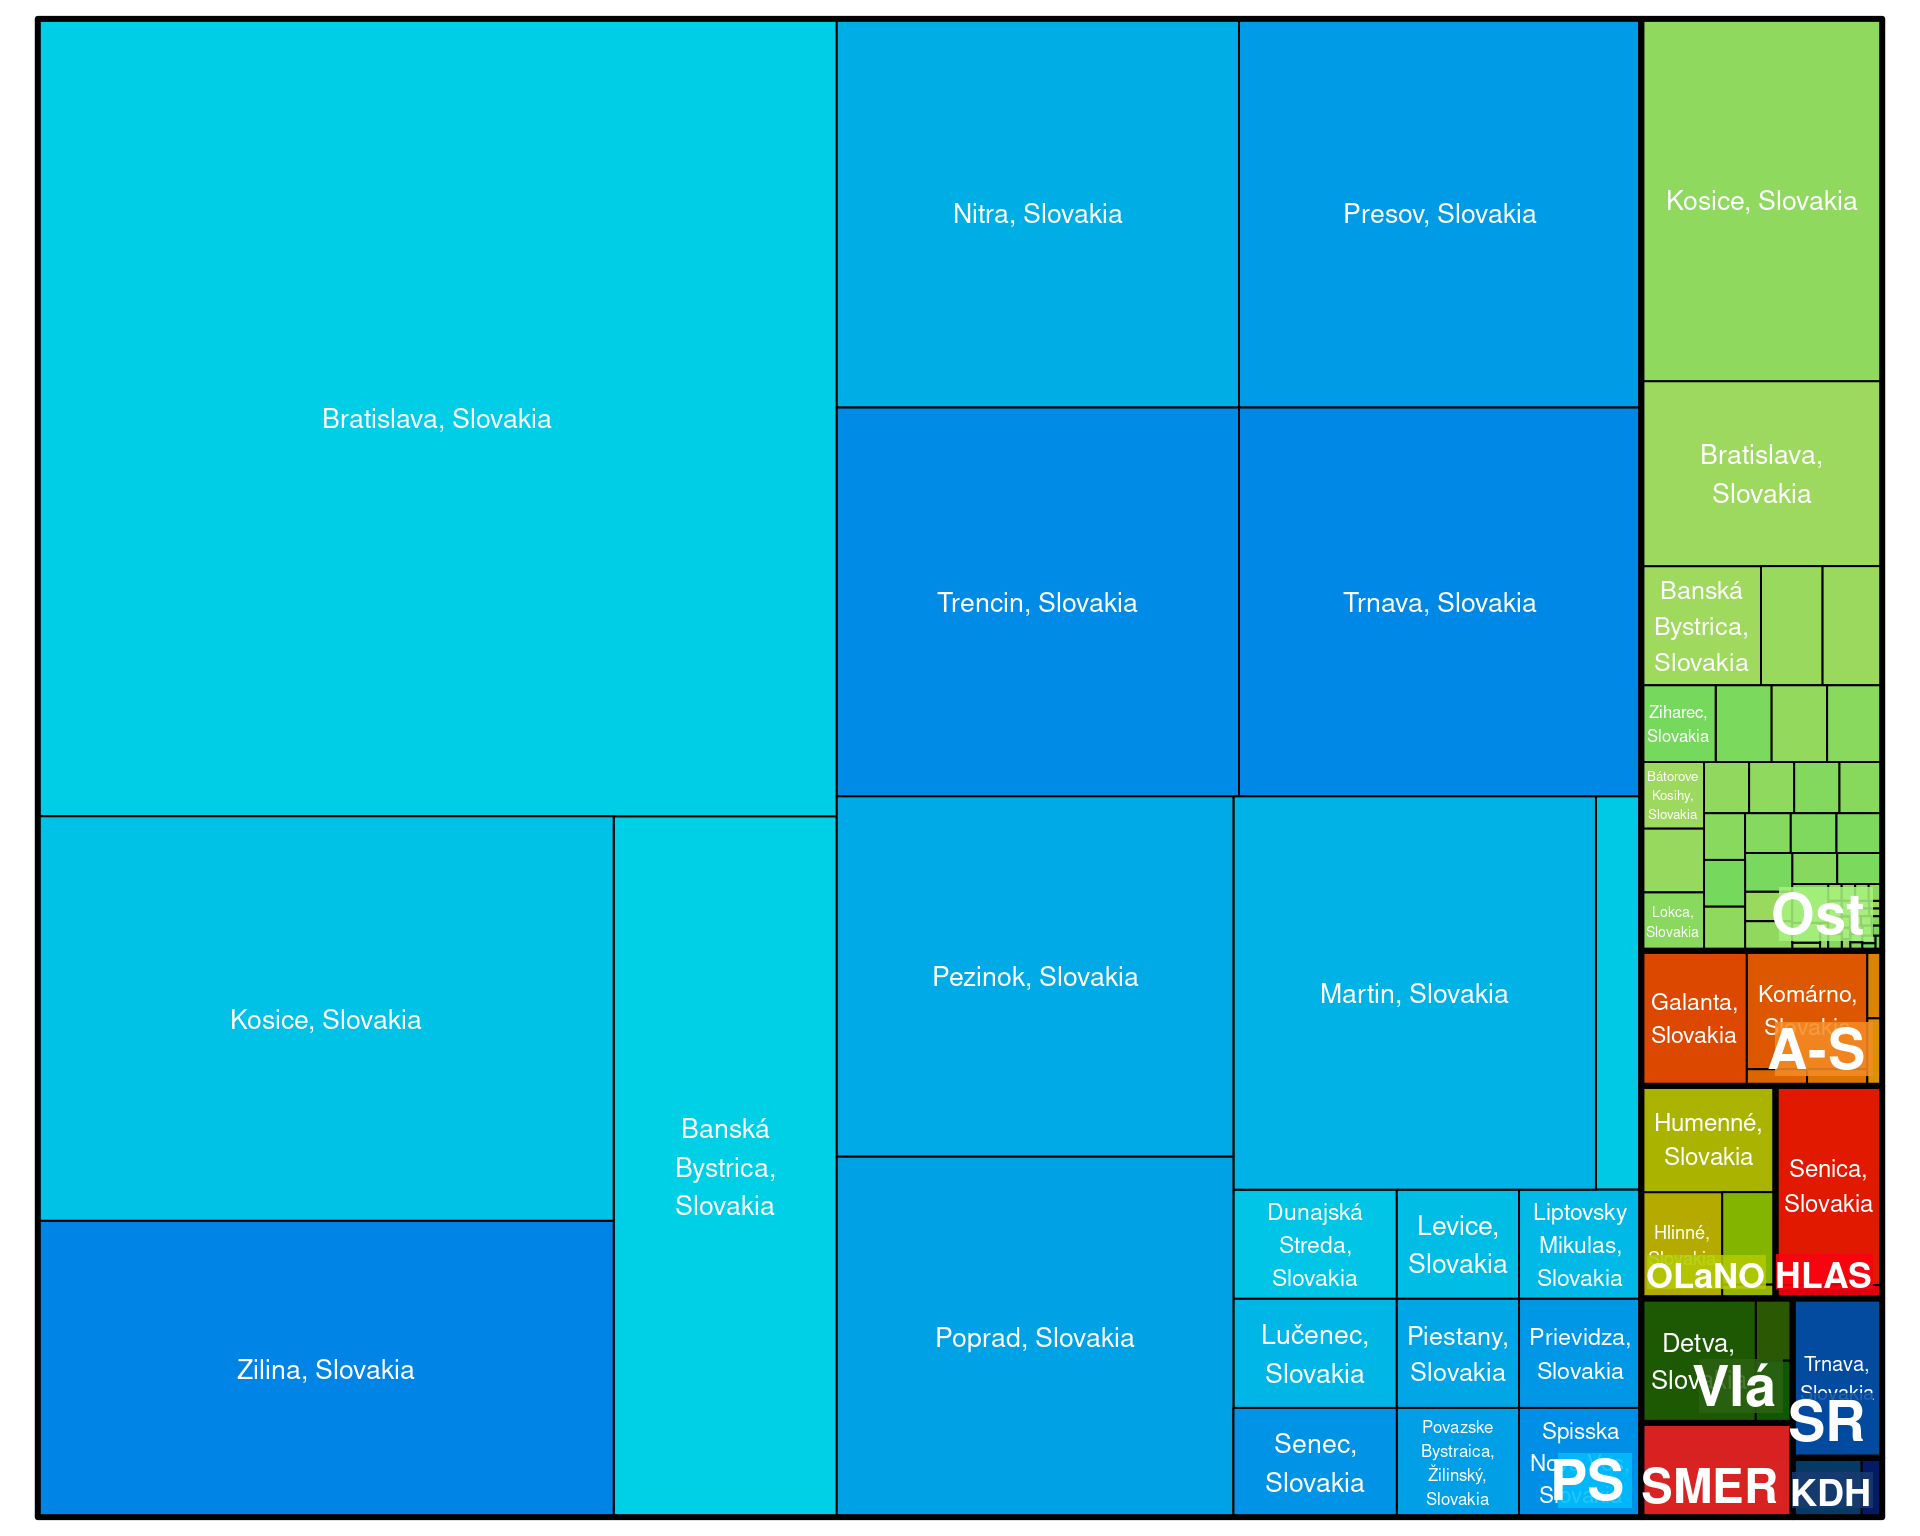 Bratislava, Slovakia
Kosice, Slovakia
Zilina, Slovakia
Banská
Bystrica,
Slovakia
Nitra, Slovakia
Presov, Slovakia
Trencin, Slovakia
Trnava, Slovakia
Pezinok, Slovakia
Poprad, Slovakia
Martin, Slovakia
Dunajská
Streda,
Slovakia
Levice,
Slovakia
Liptovsky
Mikulas,
Slovakia
Lučenec,
Slovakia
Piestany,
Slovakia
Prievidza,
Slovakia
Senec,
Slovakia
Povazske
Bystraica,
Žilinský,
Slovakia
Spisska
PS
Kosice, Slovakia
Bratislava,
Slovakia
Banská
Bystrica,
Slovakia
Ziharec,
Slovakia
Bátorove
Kosihy,
Slovakia
Lokca,
Slovakia
Ost
Galanta,
Slovakia
Komárno,
Slovakia
A-S
Humenné,
Slovakia
Hlinné,
Slovakia
OLaNO
Senica,
Slovakia
HLAS
Detva,
Vlá
Trnava,
Slovakia
SR
SMER
KDH